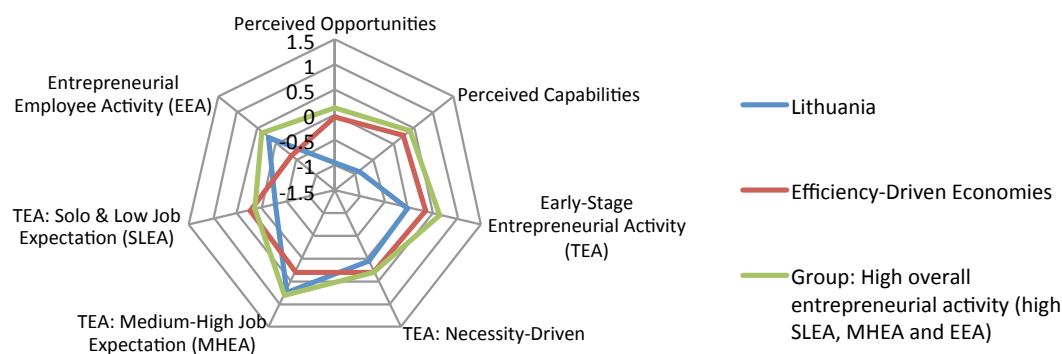 Perceived Opportunities
1.5
1
0.5
0
-0.5
-1
-1.5
Perceived Capabilities
Early-Stage
Entrepreneurial Activity
(TEA)
TEA: Necessity-Driven
TEA: Medium-High Job
Expectation (MHEA)
TEA: Solo & Low Job
Expectation (SLEA)
Entrepreneurial
Employee Activity (EEA)
Lithuania
Efficiency-Driven Economies
Group: High overall
entrepreneurial activity (high
SLEA, MHEA and EEA)